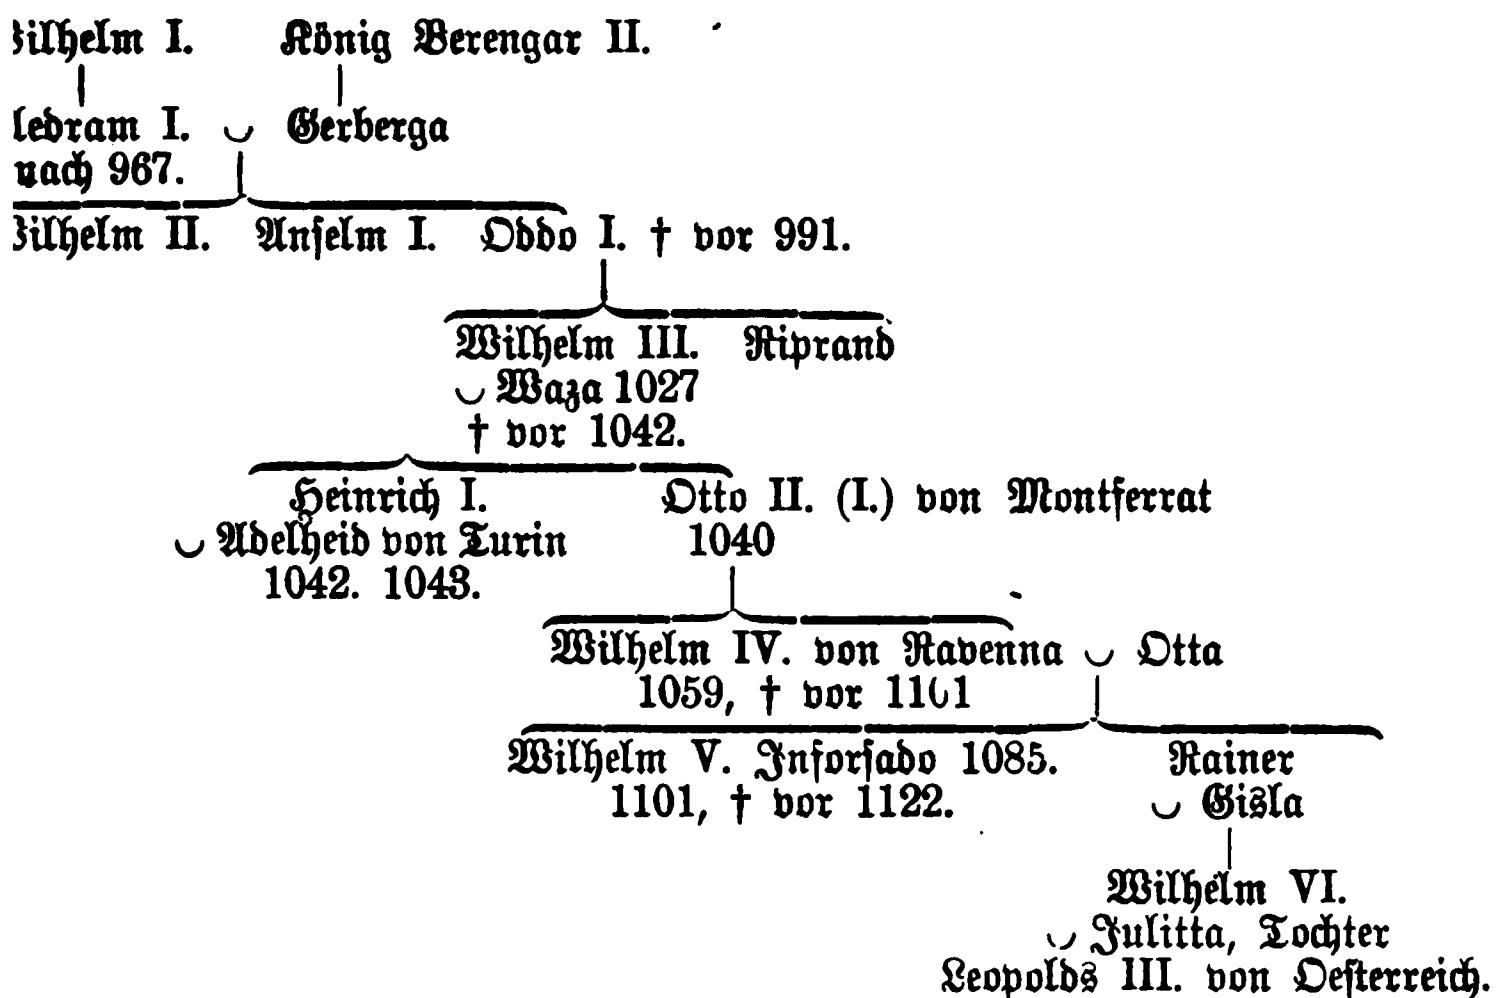 ilhelm I. König Berengar II.
ledram I. ◡ Gerberga
nach 967.
ilhelm II. Anselm I. Oddo I. † vor 991.
Wilhelm III. Riprand
◡ Waza 1027
† vor 1042.
Heinrich I. Otto II. (I.) von Montferrat
◡ Adelheid von Turin 1040
1042. 1043.
Wilhelm IV. von Ravenna ◡ Otta
1059, † vor 1101
Wilhelm V. Inforsado 1085. Rainer
1101, † vor 1122. ◡ Gisla
Wilhelm VI.
◡ Julitta, Tochter
Leopolds III. von Oesterreich.